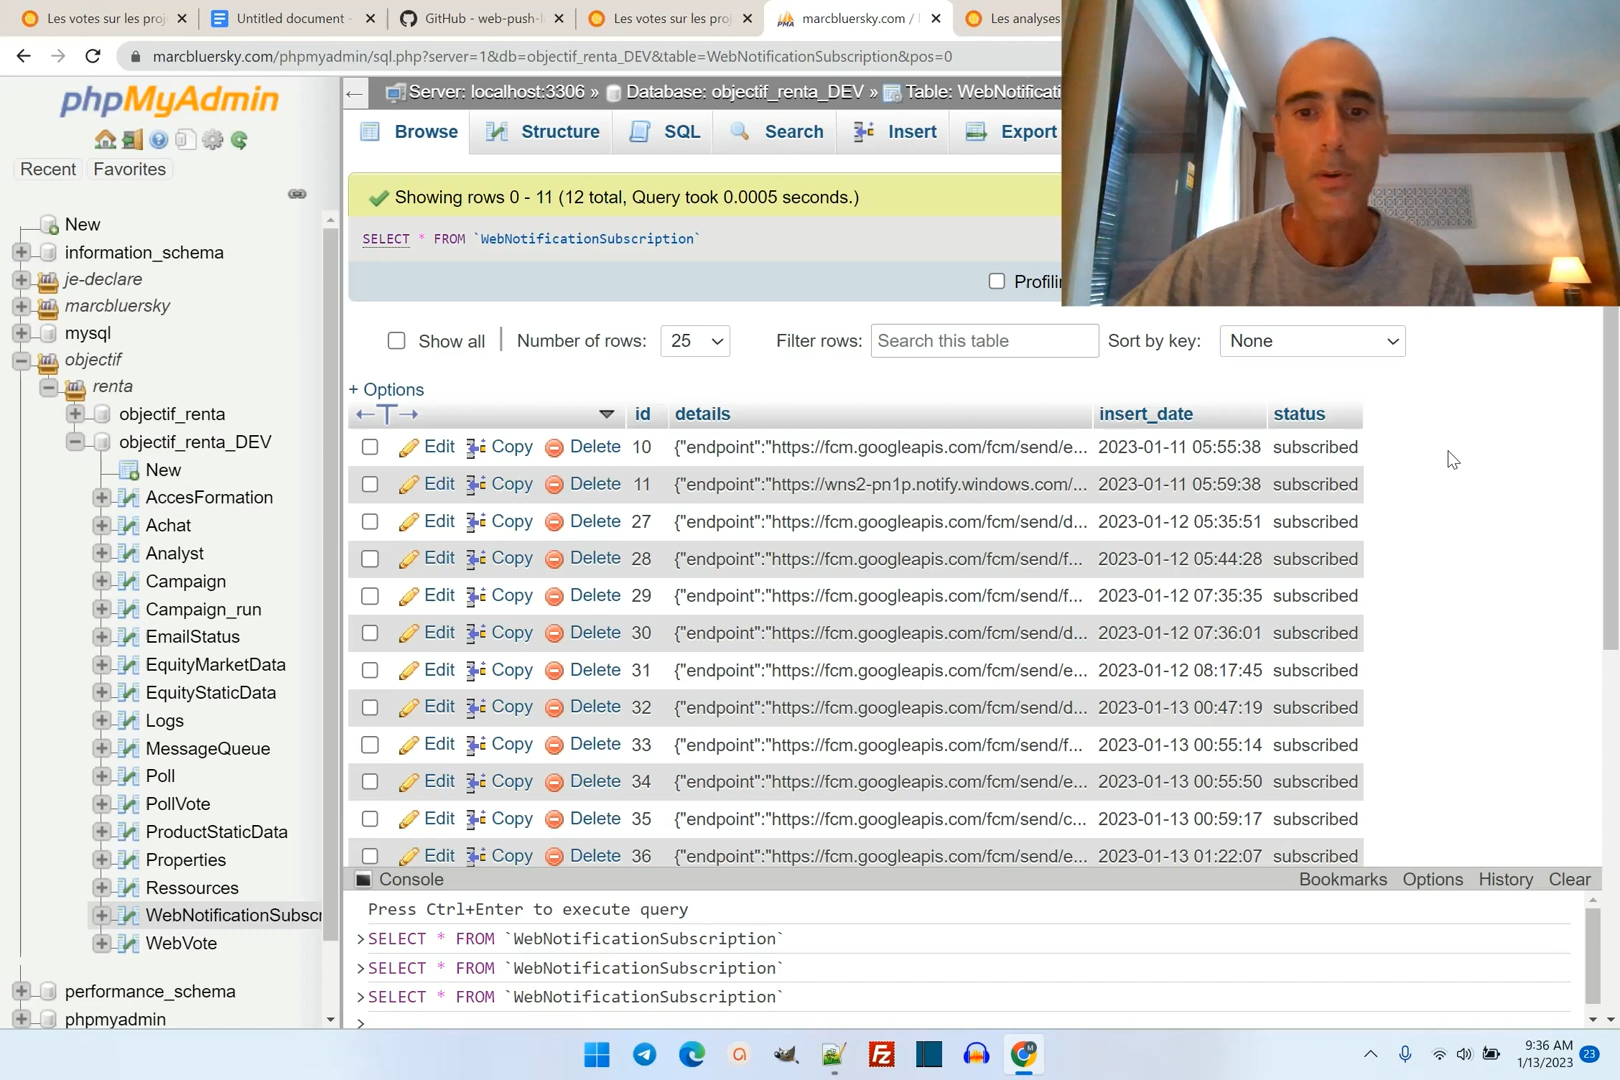 Les votes sur les proj
Untitled document -
GitHub - web-push-l
Les votes sur les proj
marcbluersky.com / l
Les analyses
marcbluersky.com/phpmyadmin/sql.php?server=1&db=objectif_renta_DEV&table=WebNotificationSubscription&pos=0
phpMyAdmin
Recent Favorites
New
information_schema
je-declare
marcbluersky
mysql
objectif
renta
objectif_renta
objectif_renta_DEV
New
AccesFormation
Achat
Analyst
Campaign
Campaign_run
EmailStatus
EquityMarketData
EquityStaticData
Logs
MessageQueue
Poll
PollVote
ProductStaticData
Properties
Ressources
WebNotificationSubscr
WebVote
performance_schema
phpmyadmin
Server: localhost:3306 » Database: objectif_renta_DEV » Table: WebNotificati
Browse Structure SQL Search Insert Export
Showing rows 0 - 11 (12 total, Query took 0.0005 seconds.)
SELECT * FROM `WebNotificationSubscription`
Profilin
Show all Number of rows: 25 Filter rows: Search this table Sort by key: None
+ Options
id details insert_date status
Edit Copy Delete 10 {"endpoint":"https://fcm.googleapis.com/fcm/send/e... 2023-01-11 05:55:38 subscribed
Edit Copy Delete 11 {"endpoint":"https://wns2-pn1p.notify.windows.com/... 2023-01-11 05:59:38 subscribed
Edit Copy Delete 27 {"endpoint":"https://fcm.googleapis.com/fcm/send/d... 2023-01-12 05:35:51 subscribed
Edit Copy Delete 28 {"endpoint":"https://fcm.googleapis.com/fcm/send/f... 2023-01-12 05:44:28 subscribed
Edit Copy Delete 29 {"endpoint":"https://fcm.googleapis.com/fcm/send/f... 2023-01-12 07:35:35 subscribed
Edit Copy Delete 30 {"endpoint":"https://fcm.googleapis.com/fcm/send/d... 2023-01-12 07:36:01 subscribed
Edit Copy Delete 31 {"endpoint":"https://fcm.googleapis.com/fcm/send/e... 2023-01-12 08:17:45 subscribed
Edit Copy Delete 32 {"endpoint":"https://fcm.googleapis.com/fcm/send/d... 2023-01-13 00:47:19 subscribed
Edit Copy Delete 33 {"endpoint":"https://fcm.googleapis.com/fcm/send/f... 2023-01-13 00:55:14 subscribed
Edit Copy Delete 34 {"endpoint":"https://fcm.googleapis.com/fcm/send/e... 2023-01-13 00:55:50 subscribed
Edit Copy Delete 35 {"endpoint":"https://fcm.googleapis.com/fcm/send/c... 2023-01-13 00:59:17 subscribed
Edit Copy Delete 36 {"endpoint":"https://fcm.googleapis.com/fcm/send/e... 2023-01-13 01:22:07 subscribed
Console Bookmarks Options History Clear
Press Ctrl+Enter to execute query
>SELECT * FROM `WebNotificationSubscription`
>SELECT * FROM `WebNotificationSubscription`
>SELECT * FROM `WebNotificationSubscription`
>
9:36 AM
1/13/2023 23